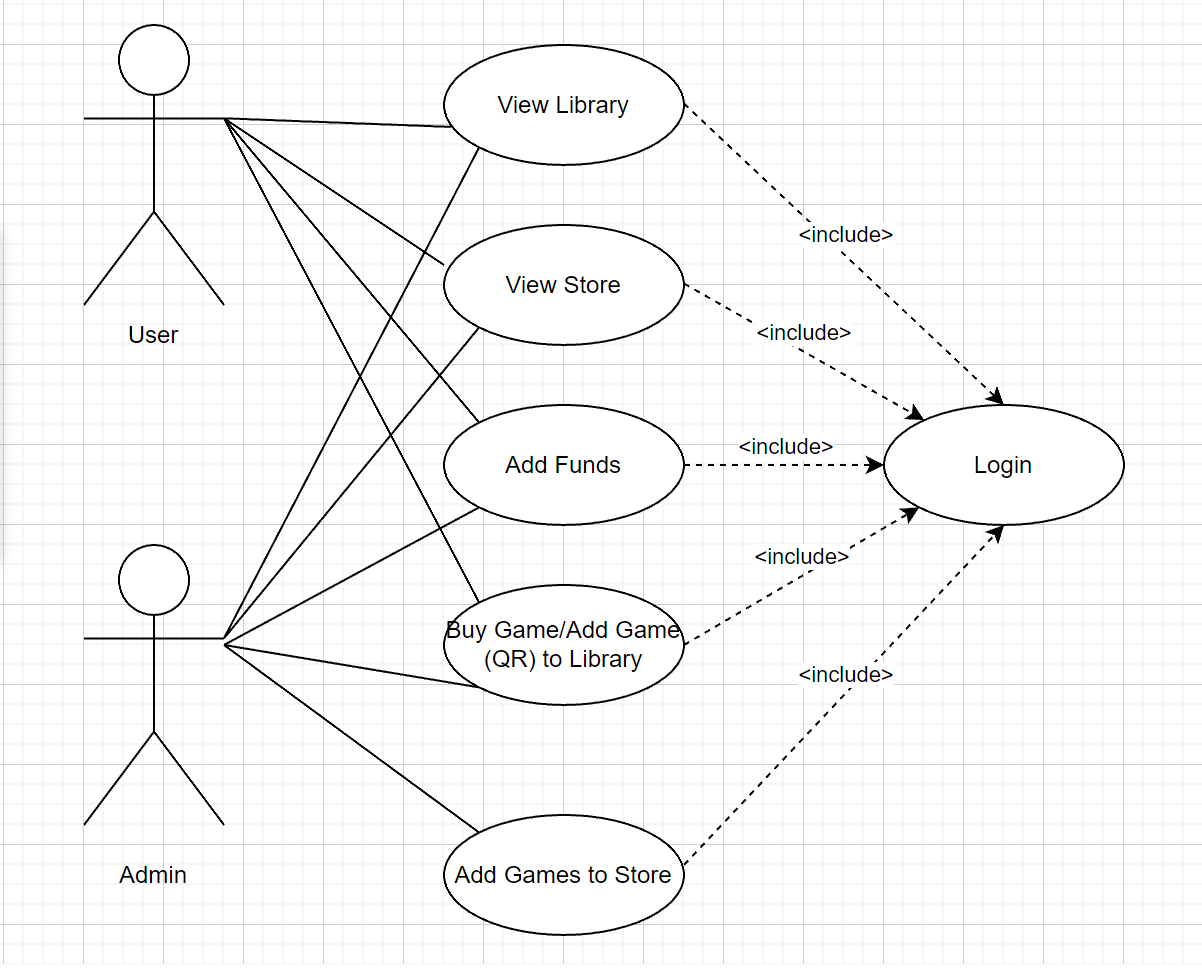 View Library
<include>
View Store
User
<include>
<include>
Add Funds
Login
<include>
Buy Game/Add Game
(QR) to Library
<include>
Admin
Add Games to Store